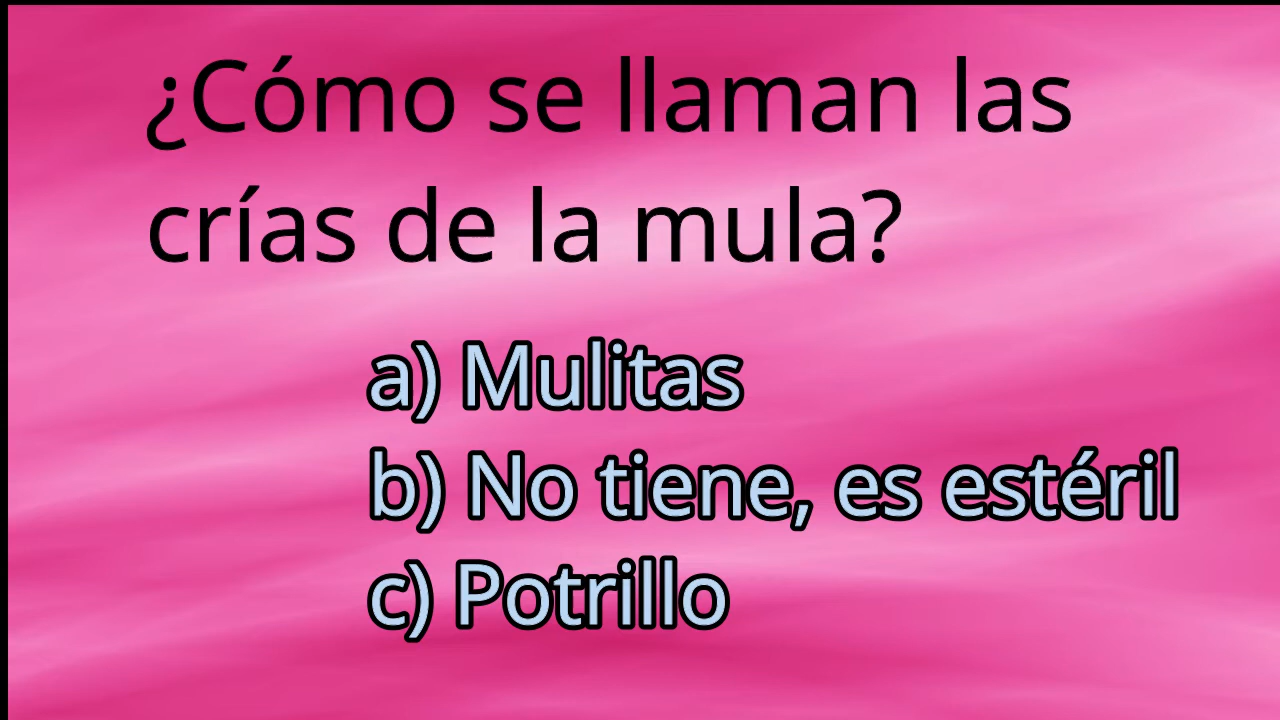 ¿Cómo se llaman las
crías de la mula?
a) Mulitas
b) No tiene, es estéril
c) Potrillo